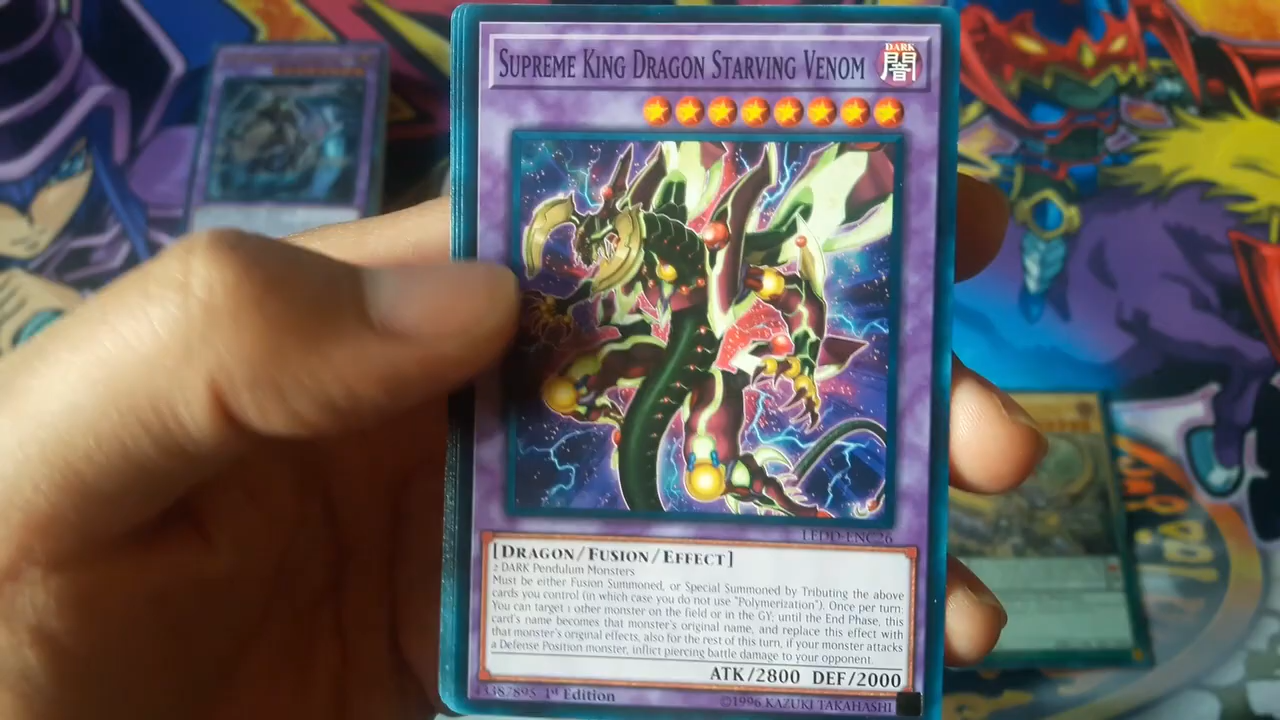 SUPREME KING DRAGON STARVING VENOM
DARK
闇
LEDD-ENC26
[DRAGON/FUSION/EFFECT]
2 DARK Pendulum Monsters
Must be either Fusion Summoned, or Special Summoned by Tributing the above
cards you control (in which case you do not use "Polymerization"). Once per turn:
You can target 1 other monster on the field or in the GY; until the End Phase, this
card's name becomes that monster's original name, and replace this effect with
that monster's original effects, also for the rest of this turn, if your monster attacks
a Defense Position monster, inflict piercing battle damage to your opponent.
ATK/2800 DEF/2000
43387895 1st Edition
©1996 KAZUKI TAKAHASHI